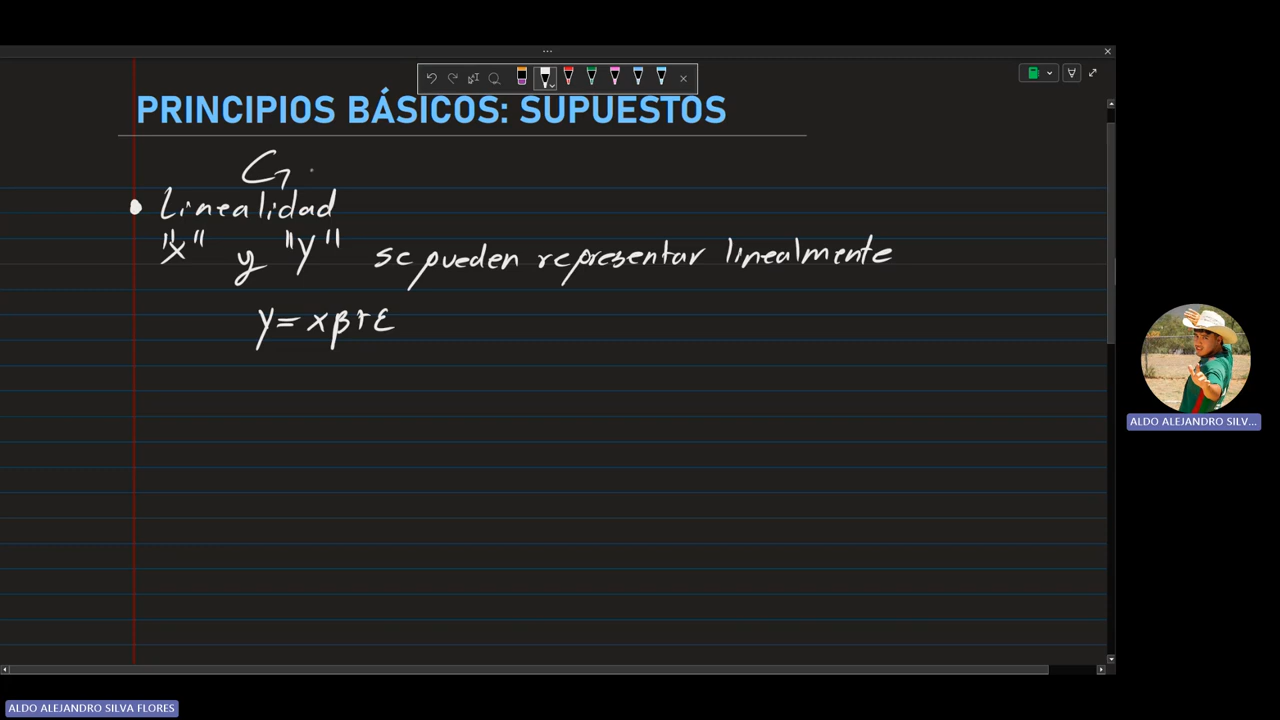 PRINCIPIOS BÁSICOS: SUPUESTOS
G
• Linealidad
"x" y "y" se pueden representar linealmente
y = xβ + ε
ALDO ALEJANDRO SILV...
ALDO ALEJANDRO SILVA FLORES